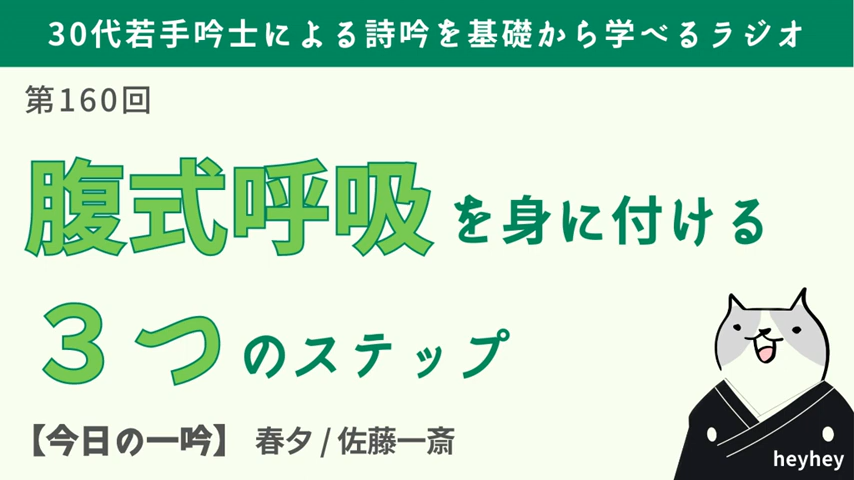 30代若手吟士による詩吟を基礎から学べるラジオ
第160回
腹式呼吸を身に付ける
３つのステップ
【今日の一吟】 春夕 / 佐藤一斎
heyhey